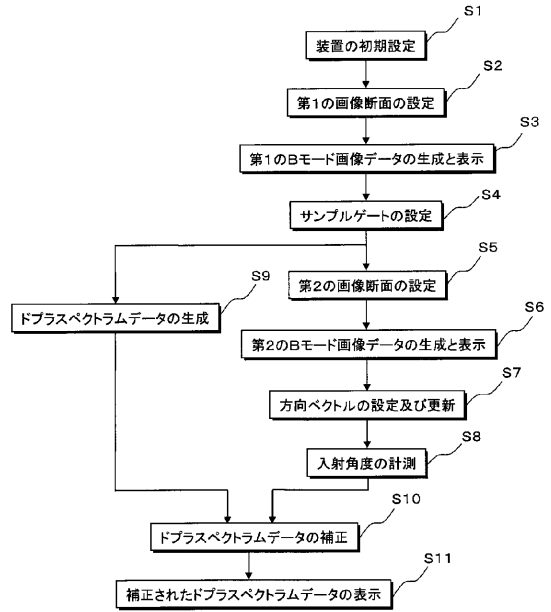 S1
装置の初期設定
S2
第1の画像断面の設定
S3
第1のBモード画像データの生成と表示
S4
サンプルゲートの設定
S5
第2の画像断面の設定
S9
ドプラスペクトラムデータの生成
S6
第2のBモード画像データの生成と表示
S7
方向ベクトルの設定及び更新
S8
入射角度の計測
S10
ドプラスペクトラムデータの補正
S11
補正されたドプラスペクトラムデータの表示